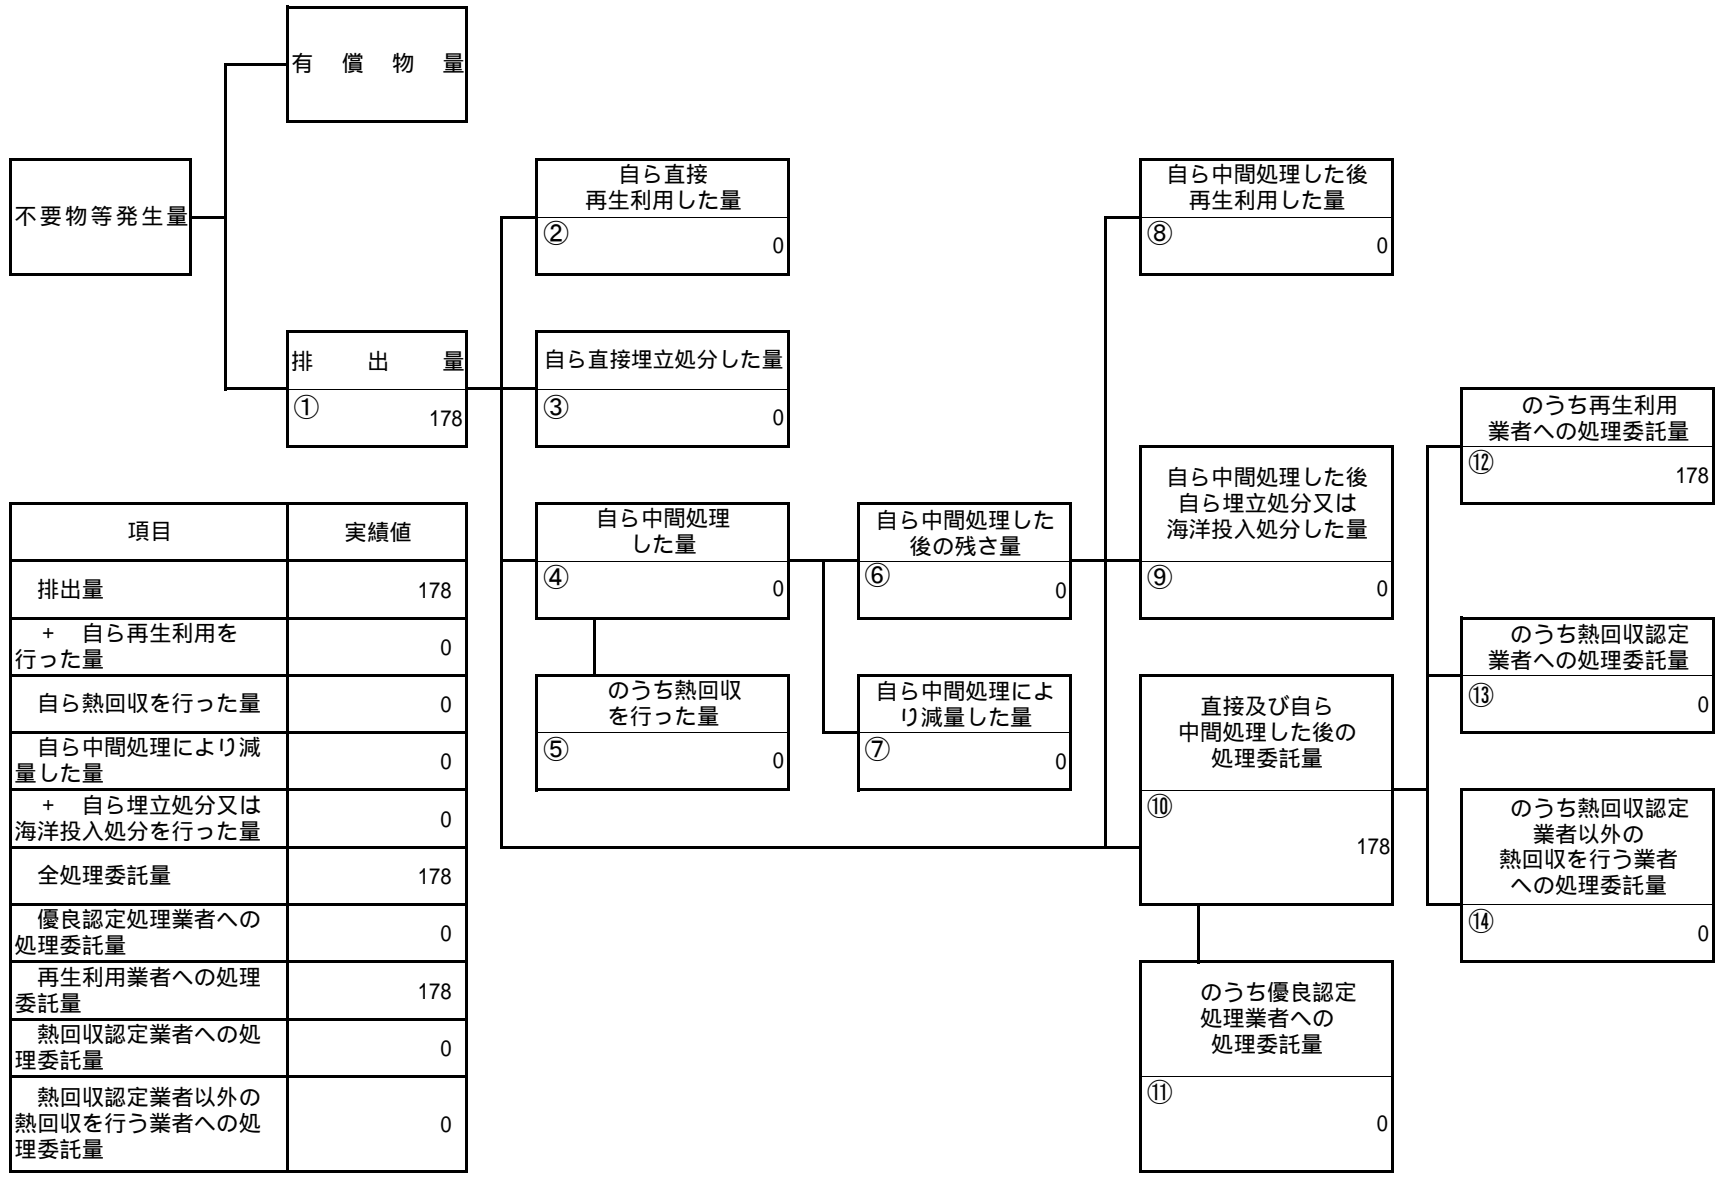 有償物量
不要物等発生量
自ら直接
再生利用した量
② 0
自ら中間処理した後
再生利用した量
⑧ 0
排出量
① 178
自ら直接埋立処分した量
③ 0
のうち再生利用
業者への処理委託量
⑫ 178
自ら中間処理
した量
④ 0
自ら中間処理した
後の残さ量
⑥ 0
自ら中間処理した後
自ら埋立処分又は
海洋投入処分した量
⑨ 0
のうち熱回収認定
業者への処理委託量
⑬ 0
のうち熱回収
を行った量
⑤ 0
自ら中間処理によ
り減量した量
⑦ 0
直接及び自ら
中間処理した後の
処理委託量
⑩
178
のうち熱回収認定
業者以外の
熱回収を行う業者
への処理委託量
⑭ 0
のうち優良認定
処理業者への
処理委託量
⑪
0
項目 実績値
排出量 178
+ 自ら再生利用を
行った量 0
自ら熱回収を行った量 0
自ら中間処理により減
量した量 0
+ 自ら埋立処分又は
海洋投入処分を行った量 0
全処理委託量 178
優良認定処理業者への
処理委託量 0
再生利用業者への処理
委託量 178
熱回収認定業者への処
理委託量 0
熱回収認定業者以外の
熱回収を行う業者への処
理委託量 0